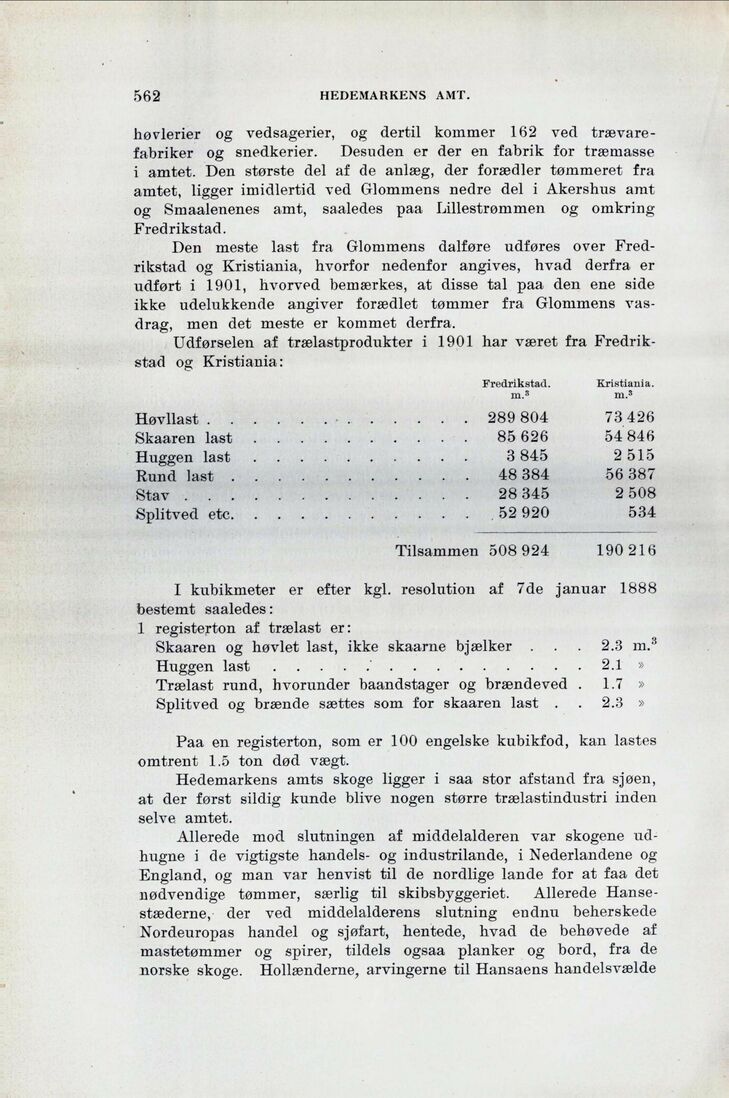 562 HEDEMARKENS AMT.
høvlerier og vedsagerier, og dertil kommer 162 ved trævare-
fabriker og snedkerier. Desuden er der en fabrik for træmasse
i amtet. Den største del af de anlæg, der forædler tømmeret fra
amtet, ligger imidlertid ved Glommens nedre del i Akershus amt
og Smaalenenes amt, saaledes paa Lillestrømmen og omkring
Fredrikstad.
Den meste last fra Glommens dalføre udføres over Fred-
rikstad og Kristiania, hvorfor nedenfor angives, hvad derfra er
udført i 1901, hvorved bemærkes, at disse tal paa den ene side
ikke udelukkende angiver forædlet tømmer fra Glommens vas-
drag, men det meste er kommet derfra.
Udførselen af trælastprodukter i 1901 har været fra Fredrik-
stad og Kristiania:
Fredrikstad. Kristiania.
m.³ m.³
Høvllast . . . . . . . . . . . . 289 804 73 426
Skaaren last . . . . . . . . . . 85 626 54 846
Huggen last . . . . . . . . . . 3 845 2 515
Rund last . . . . . . . . . . . 48 384 56 387
Stav . . . . . . . . . . . . . 28 345 2 508
Splitved etc. . . . . . . . . . . 52 920 534
Tilsammen 508 924 190 216
I kubikmeter er efter kgl. resolution af 7de januar 1888
bestemt saaledes:
1 registerton af trælast er:
Skaaren og høvlet last, ikke skaarne bjælker . . . 2.3 m.³
Huggen last . . . . . . . . . . . . . . 2.1 »
Trælast rund, hvorunder baandstager og brændeved . 1.7 »
Splitved og brænde sættes som for skaaren last . . 2.3 »
Paa en registerton, som er 100 engelske kubikfod, kan lastes
omtrent 1.5 ton død vægt.
Hedemarkens amts skoge ligger i saa stor afstand fra sjøen,
at der først sildig kunde blive nogen større trælastindustri inden
selve amtet.
Allerede mod slutningen af middelalderen var skogene ud-
hugne i de vigtigste handels- og industrilande, i Nederlandene og
England, og man var henvist til de nordlige lande for at faa det
nødvendige tømmer, særlig til skibsbyggeriet. Allerede Hanse-
stæderne, der ved middelalderens slutning endnu beherskede
Nordeuropas handel og sjøfart, hentede, hvad de behøvede af
mastetømmer og spirer, tildels ogsaa planker og bord, fra de
norske skoge. Hollænderne, arvingerne til Hansaens handelsvælde